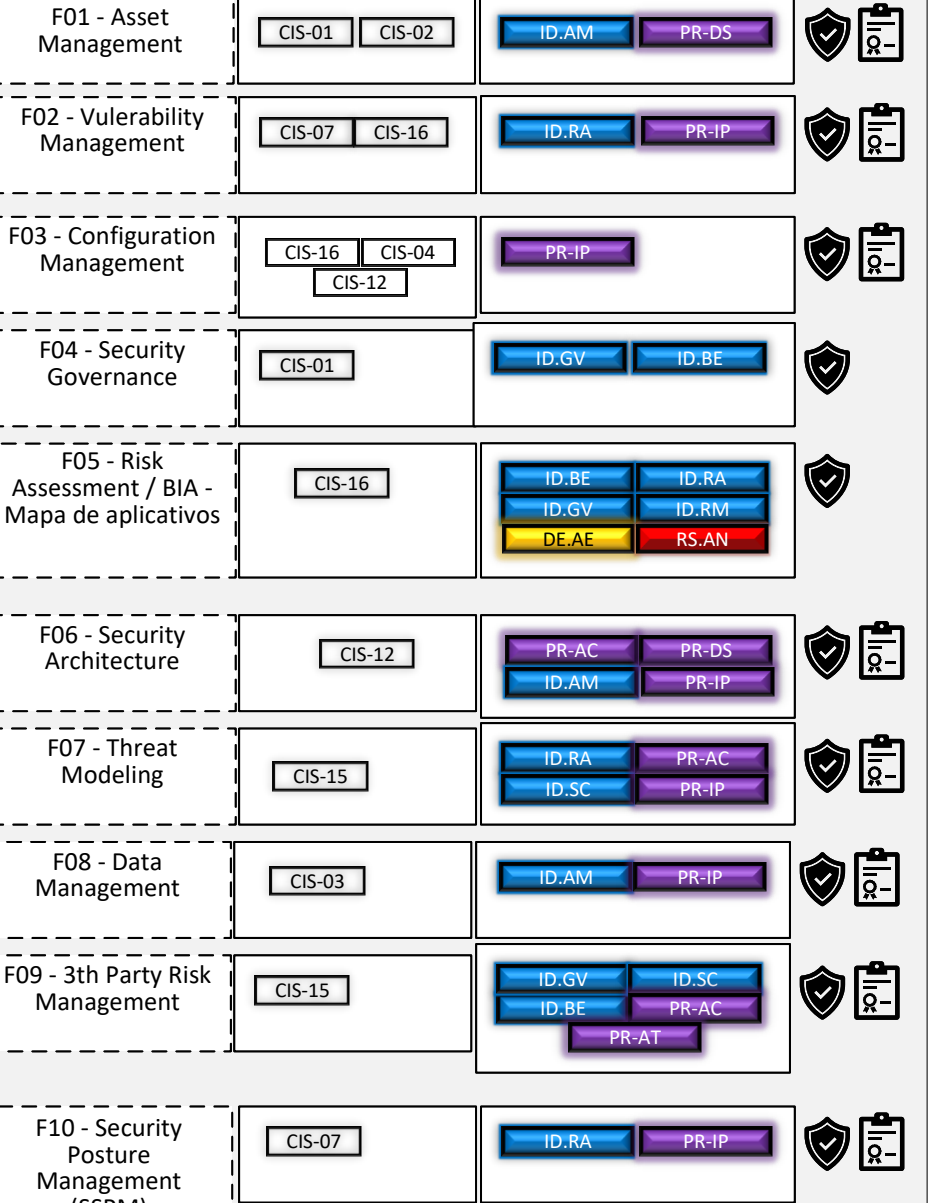 F01 - Asset
Management
CIS-01 CIS-02
ID.AM PR-DS
F02 - Vulerability
Management
CIS-07 CIS-16
ID.RA PR-IP
F03 - Configuration
Management
CIS-16 CIS-04
CIS-12
PR-IP
F04 - Security
Governance
CIS-01
ID.GV ID.BE
F05 - Risk
Assessment / BIA -
Mapa de aplicativos
CIS-16
ID.BE ID.RA
ID.GV ID.RM
DE.AE RS.AN
F06 - Security
Architecture
CIS-12
PR-AC PR-DS
ID.AM PR-IP
F07 - Threat
Modeling
CIS-15
ID.RA PR-AC
ID.SC PR-IP
F08 - Data
Management
CIS-03
ID.AM PR-IP
F09 - 3th Party Risk
Management
CIS-15
ID.GV ID.SC
ID.BE PR-AC
PR-AT
F10 - Security
Posture
Management
CIS-07
ID.RA PR-IP